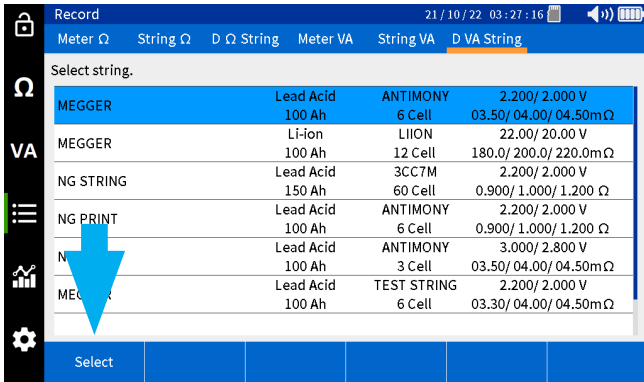 Record 21/10/22 03:27:16
Meter Ω String Ω D Ω String Meter VA String VA D VA String
Select string.
Ω
VA
MEGGER Lead Acid ANTIMONY 2.200/ 2.000 V
100 Ah 6 Cell 03.50/ 04.00/ 04.50mΩ
MEGGER Li-ion LIION 22.00/ 20.00 V
100 Ah 12 Cell 180.0/ 200.0/ 220.0mΩ
NG STRING Lead Acid 3CC7M 2.200/ 2.000 V
150 Ah 60 Cell 0.900/ 1.000/ 1.200 Ω
NG PRINT Lead Acid ANTIMONY 2.200/ 2.000 V
100 Ah 6 Cell 0.900/ 1.000/ 1.200 Ω
Lead Acid ANTIMONY 3.000/ 2.800 V
100 Ah 3 Cell 03.50/ 04.00/ 04.50mΩ
Lead Acid TEST STRING 2.200/ 2.000 V
100 Ah 6 Cell 03.30/ 04.00/ 04.50mΩ
Select